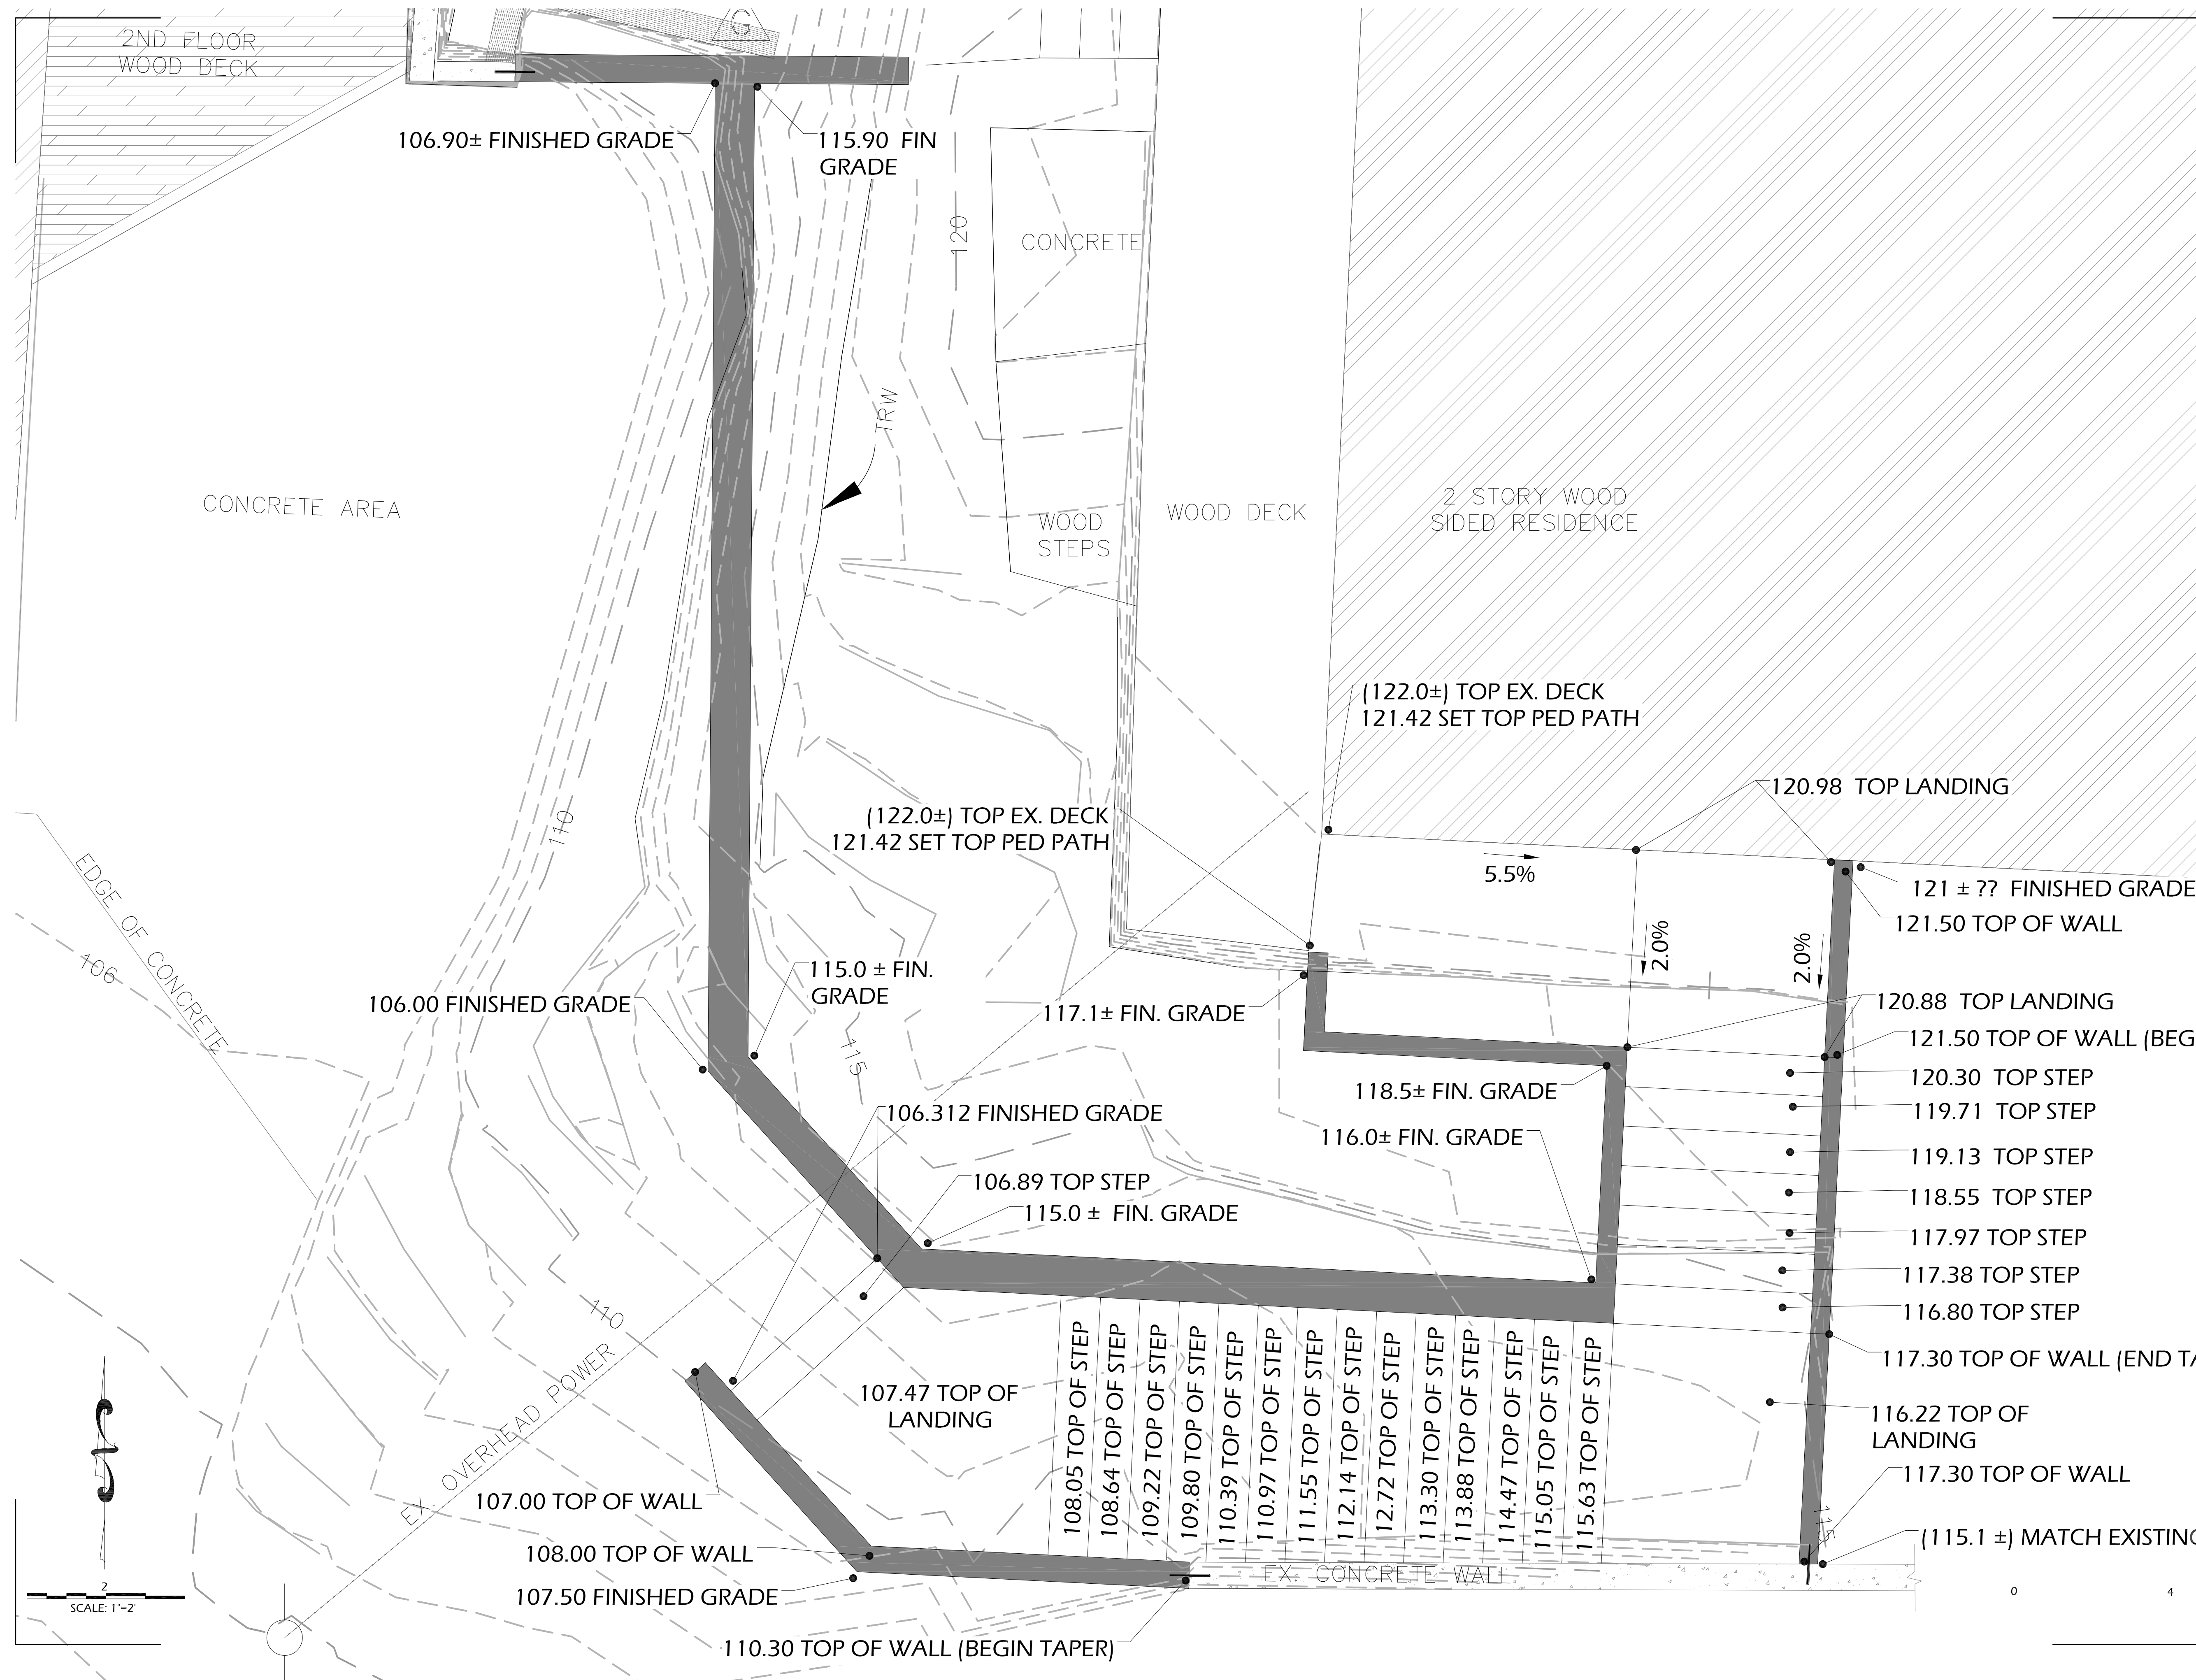 2ND FLOOR
WOOD DECK
G
106.90± FINISHED GRADE
115.90 FIN
GRADE
120
CONCRETE
TRW
CONCRETE AREA
WOOD
STEPS
WOOD DECK
2 STORY WOOD
SIDED RESIDENCE
(122.0±) TOP EX. DECK
121.42 SET TOP PED PATH
120.98 TOP LANDING
(122.0±) TOP EX. DECK
121.42 SET TOP PED PATH
110
5.5%
121 ± ?? FINISHED GRADE
121.50 TOP OF WALL
2.0%
2.0%
EDGE OF CONCRETE
106
115.0 ± FIN.
GRADE
106.00 FINISHED GRADE
117.1± FIN. GRADE
120.88 TOP LANDING
121.50 TOP OF WALL (BEG
115
120.30 TOP STEP
118.5± FIN. GRADE
119.71 TOP STEP
106.312 FINISHED GRADE
116.0± FIN. GRADE
119.13 TOP STEP
106.89 TOP STEP
118.55 TOP STEP
115.0 ± FIN. GRADE
117.97 TOP STEP
117.38 TOP STEP
116.80 TOP STEP
110
117.30 TOP OF WALL (END TA
EX. OVERHEAD POWER
107.47 TOP OF
LANDING
108.05 TOP OF STEP
108.64 TOP OF STEP
109.22 TOP OF STEP
109.80 TOP OF STEP
110.39 TOP OF STEP
110.97 TOP OF STEP
111.55 TOP OF STEP
112.14 TOP OF STEP
12.72 TOP OF STEP
113.30 TOP OF STEP
113.88 TOP OF STEP
114.47 TOP OF STEP
115.05 TOP OF STEP
115.63 TOP OF STEP
116.22 TOP OF
LANDING
117.30 TOP OF WALL
107.00 TOP OF WALL
115
(115.1 ±) MATCH EXISTING
108.00 TOP OF WALL
EX. CONCRETE WALL
107.50 FINISHED GRADE
2
SCALE: 1"=2'
0
4
110.30 TOP OF WALL (BEGIN TAPER)